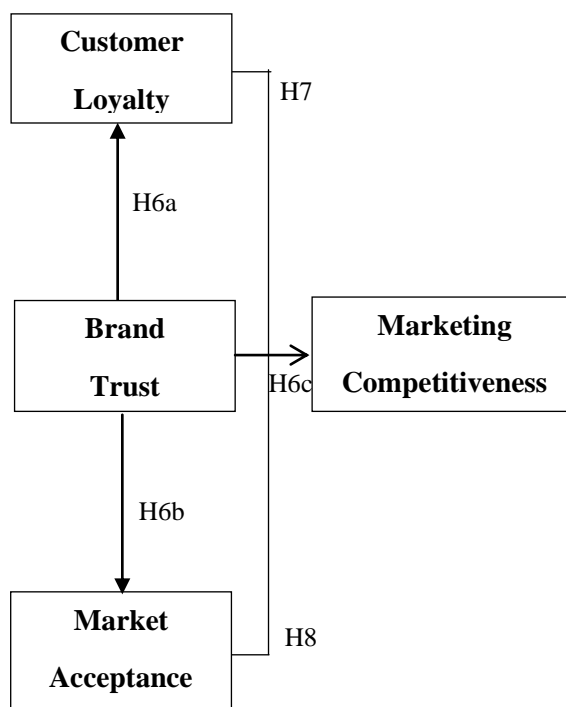 Customer
Loyalty
H7
H6a
Brand
Trust
Marketing
Competitiveness
H6c
H6b
Market
Acceptance
H8